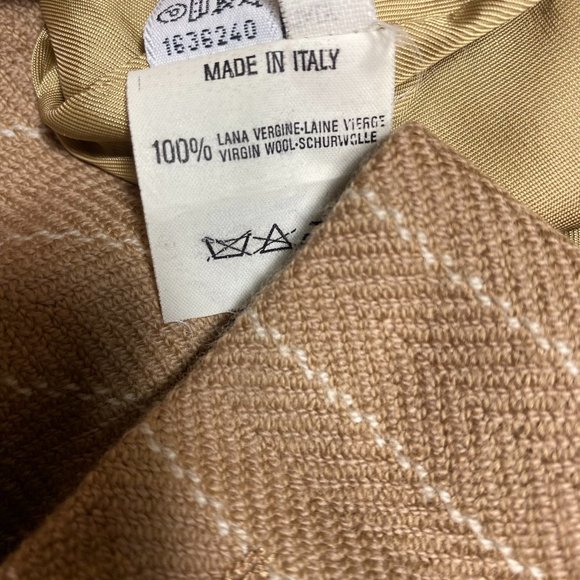 1636240
MADE IN ITALY
100% LANA VERGINE-LAINE VIERGE
VIRGIN WOOL-SCHURWOLLE